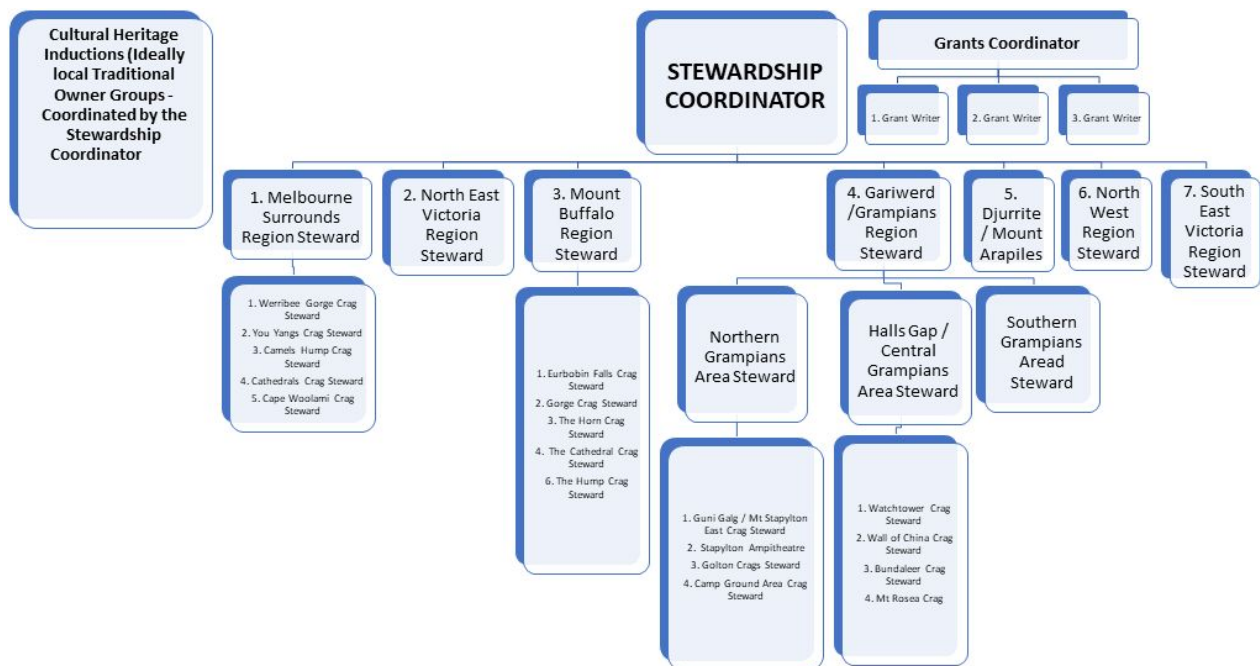 Cultural Heritage
Inductions (Ideally
local Traditional
Owner Groups -
Coordinated by the
Stewardship
Coordinator
STEWARDSHIP
COORDINATOR
Grants Coordinator
1. Grant Writer
2. Grant Writer
3. Grant Writer
1. Melbourne
Surrounds
Region Steward
2. North East
Victoria
Region
Steward
3. Mount
Buffalo
Region
Steward
4. Gariwerd
/Grampians
Region
Steward
5.
Djurrite
/ Mount
Arapiles
6. North
West
Region
Steward
7. South
East
Victoria
Region
Steward
1. Werribee Gorge Crag
Steward
2. You Yangs Crag Steward
3. Camels Hump Crag
Steward
4. Cathedrals Crag Steward
5. Cape Woolami Crag
Steward
1. Eurbobin Falls Crag
Steward
2. Gorge Crag Steward
3. The Horn Crag
Steward
4. The Cathedral Crag
Steward
6. The Hump Crag
Steward
Northern
Grampians
Area Steward
Halls Gap /
Central
Grampians
Area Steward
Southern
Grampians
Aread
Steward
1. Guni Galg / Mt Stapylton
East Crag Steward
2. Stapylton Ampitheatre
3. Golton Crags Steward
4. Camp Ground Area Crag
Steward
1. Watchtower Crag
Steward
2. Wall of China Crag
Steward
3. Bundaleer Crag
Steward
4. Mt Rosea Crag